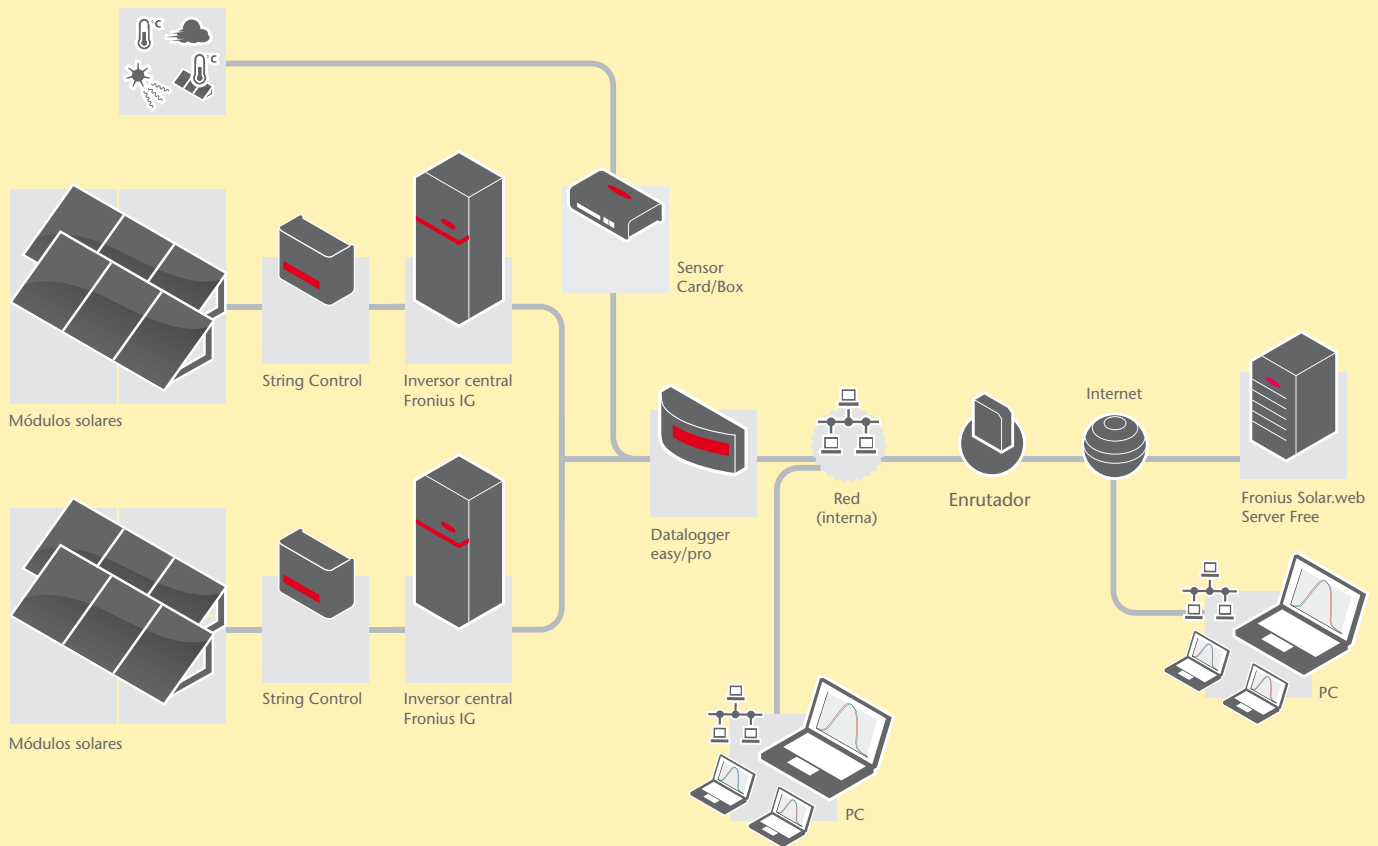 °C
°C
Sensor
Card/Box
String Control
Inversor central
Fronius IG
Módulos solares
Internet
Red
(interna)
Enrutador
Fronius Solar.web
Server Free
Datalogger
easy/pro
String Control
Inversor central
Fronius IG
Módulos solares
PC
PC